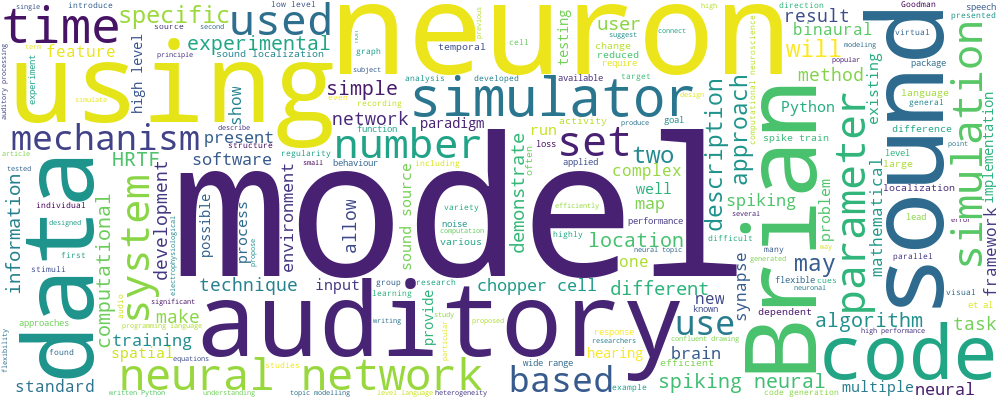 time
specific
used
neuron
direction
Goodman
user
testing
result
binaural
will
virtual
package
sound
feature
experimental
sound localization
using
high level
show
simple
simulator
method
existing
language
general
Python
description
approach
spike train
simulation
mechanism
present
network
paradigm
number
set
two
run
loss
applied
difference
level
large
implementation
HRTF
software
structure
regularity
small
behaviour
including
often
complex
spiking
parameter
mathematical
problem
localization
point
data
information
individual
designed
first
stimuli
computational
system
development
possible
process
environment
model
allow
sound source
variety
noise
computation
various
demonstrate
highly
efficiently
well
map
performance
location
neural topic
one
several
difficult
Brian
many
may
lead
parallel
framework
visual
et al
technique
input
group
learning
research
chopper cell
different
new
known
synapse
may
flexible
cues
generated
neuronal
dependent
algorithm
task
approaches
found
flexibility
standard
make
training
spatial
audio
significant
programming language
auditory
provide
study
proposed
particular
writing
use
response
researchers
hearing
studies
brain
efficient
confluent drawing
high performance
code
equations
neural network
wide range
based
example
spiking neural
multiple
neural
written Python
understanding
topic modelling
level language
heterogeneity
code generation
single
introduce
source
second
principle
graph
temporal
cell
suggest
change
reduced
require
connect
modeling
popular
low level
speech
presented
previous
high
auditory processing
experiment
simulate
describe
article
tested
subject
recording
function
analysis
developed
available
target
goal
produce
activity
design
computational neuroscience
electrophysiological
propose